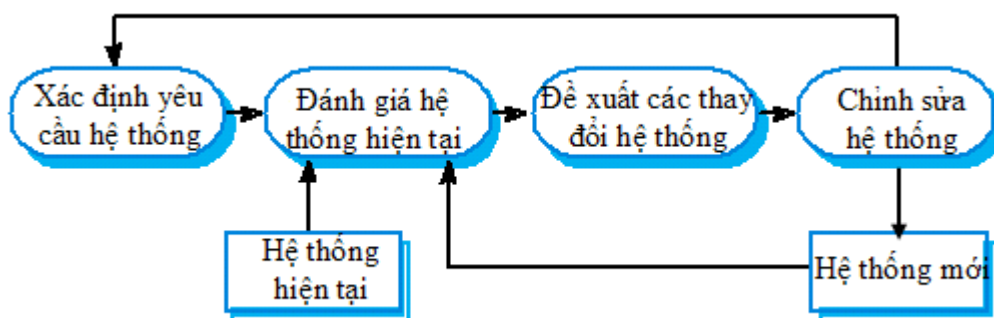 Xác định yêu
cầu hệ thống
Đánh giá hệ
thống hiện tại
Đề xuất các thay
đổi hệ thống
Chỉnh sửa
hệ thống
Hệ thống
hiện tại
Hệ thống mới